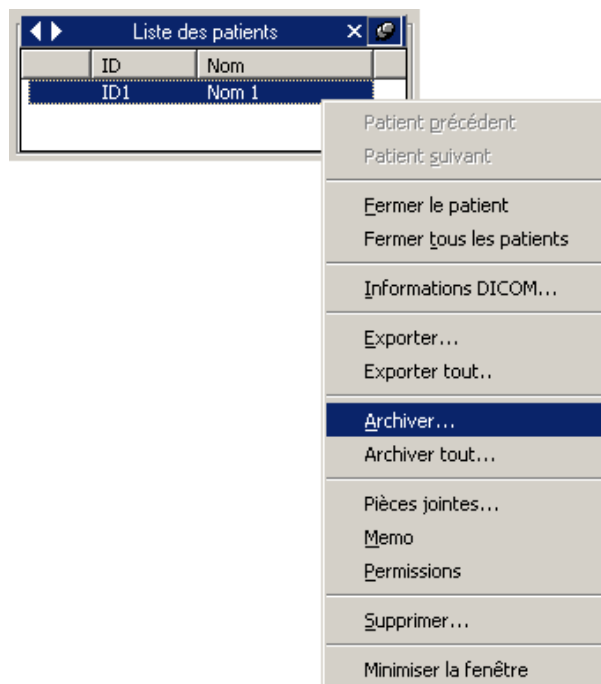 Liste des patients
ID Nom
ID1 Nom 1
Patient précédent
Patient suivant
Fermer le patient
Fermer tous les patients
Informations DICOM...
Exporter...
Exporter tout..
Archiver...
Archiver tout...
Pièces jointes...
Memo
Permissions
Supprimer...
Minimiser la fenêtre